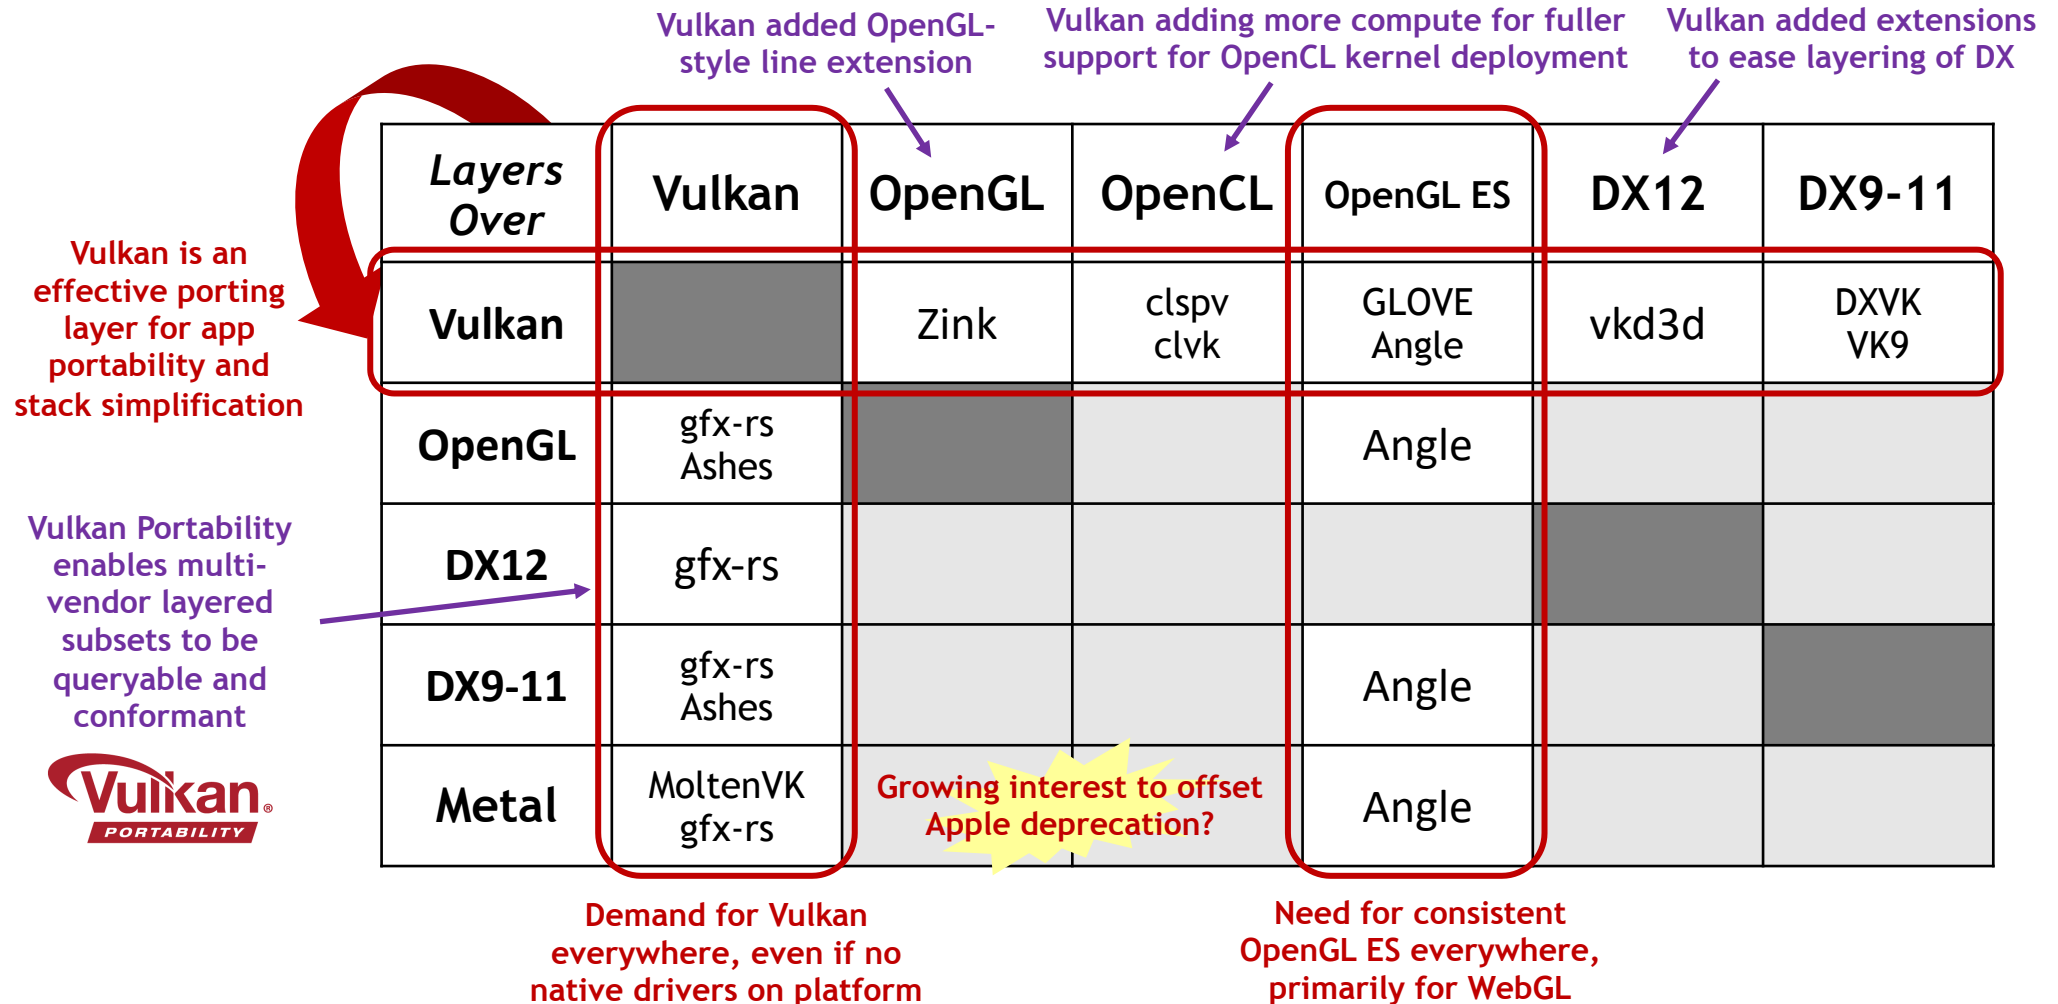 Vulkan added OpenGL-
style line extension
Vulkan adding more compute for fuller
support for OpenCL kernel deployment
Vulkan added extensions
to ease layering of DX
Layers
Over
Vulkan
OpenGL
OpenCL
OpenGL ES
DX12
DX9-11
Vulkan is an
effective porting
layer for app
portability and
stack simplification
Vulkan
Zink
clspv
clvk
GLOVE
Angle
vkd3d
DXVK
VK9
OpenGL
gfx-rs
Ashes
Angle
Vulkan Portability
enables multi-
vendor layered
subsets to be
queryable and
conformant
DX12
gfx-rs
DX9-11
gfx-rs
Ashes
Angle
Vulkan®
PORTABILITY
Metal
MoltenVK
gfx-rs
Growing interest to offset
Apple deprecation?
Angle
Demand for Vulkan
everywhere, even if no
native drivers on platform
Need for consistent
OpenGL ES everywhere,
primarily for WebGL